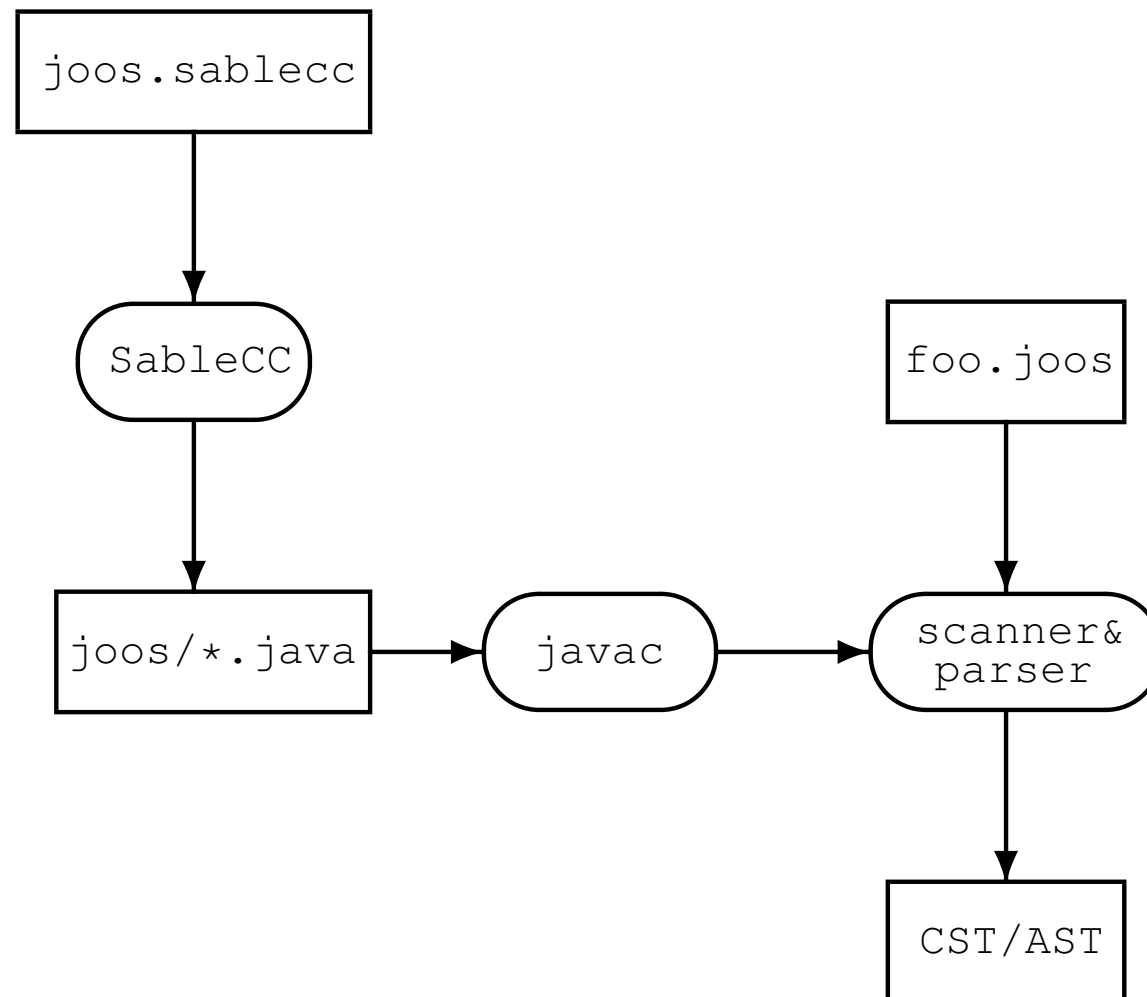 joos.sablecc
SableCC
foo.joos
joos/*.java
javac
scanner&
parser
CST/AST